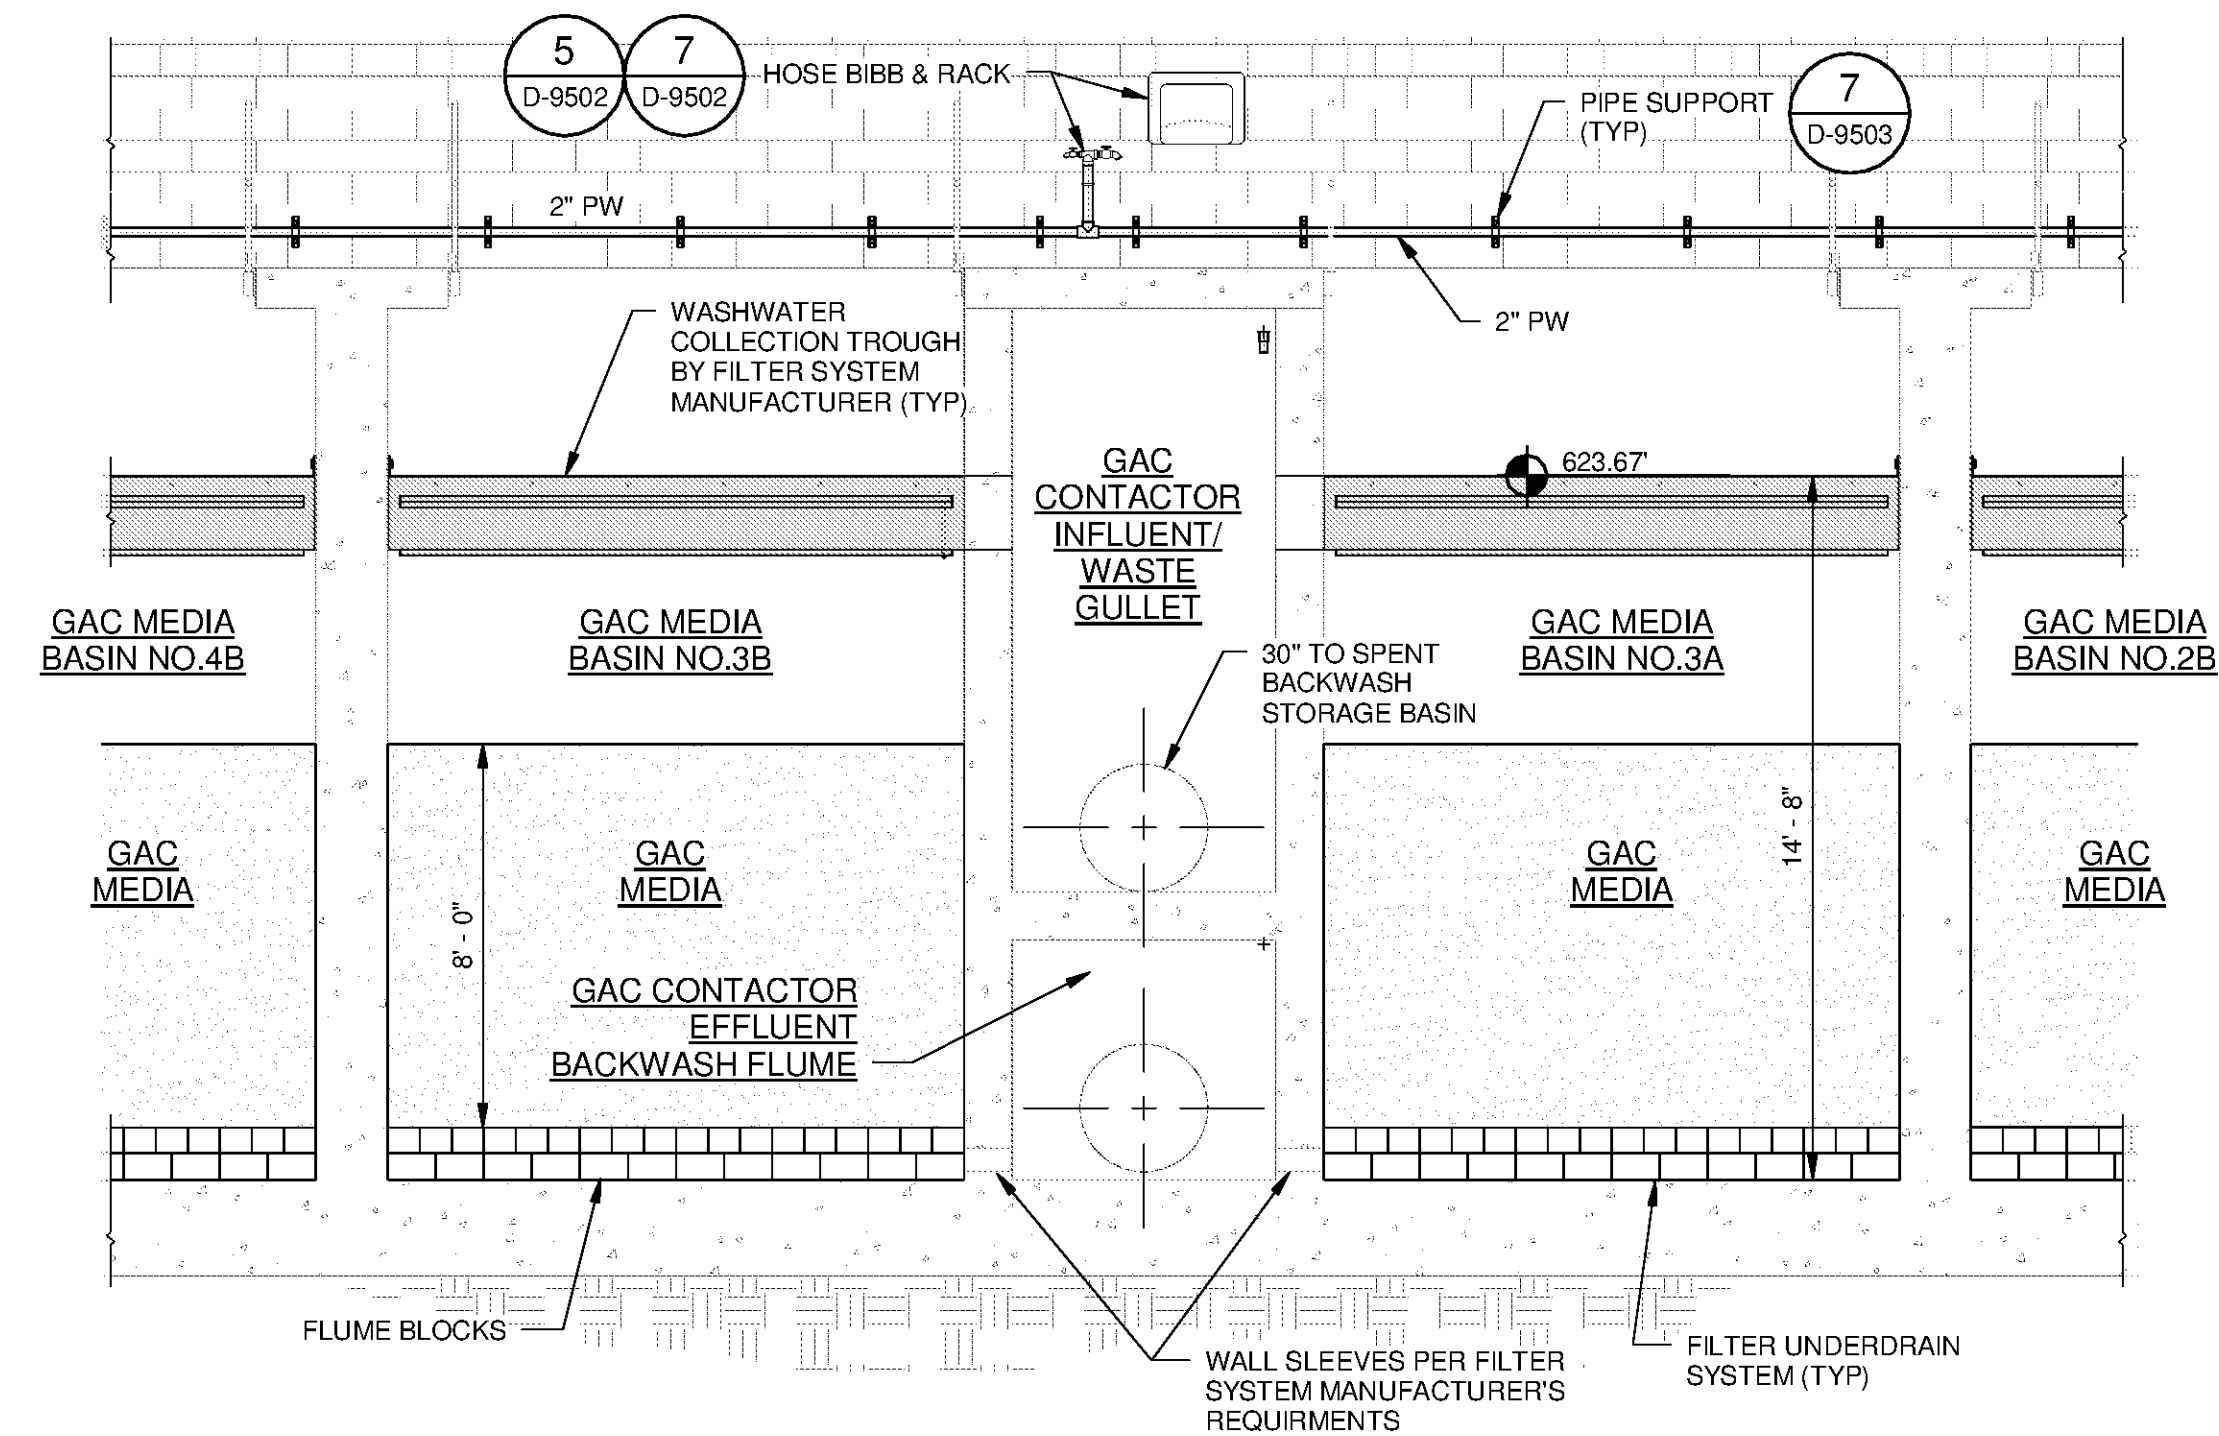 5
D-9502
7
D-9502
HOSE BIBB & RACK
PIPE SUPPORT
(TYP)
7
D-9503
2" PW
WASHWATER
COLLECTION TROUGH
BY FILTER SYSTEM
MANUFACTURER (TYP)
2" PW
GAC
CONTACTOR
INFLUENT/
WASTE
GULLET
623.67'
GAC MEDIA
BASIN NO.4B
GAC MEDIA
BASIN NO.3B
30" TO SPENT
BACKWASH
STORAGE BASIN
GAC MEDIA
BASIN NO.3A
GAC MEDIA
BASIN NO.2B
GAC
MEDIA
8' - 0"
GAC
MEDIA
GAC CONTACTOR
EFFLUENT
BACKWASH FLUME
GAC
MEDIA
14' - 8"
GAC
MEDIA
FLUME BLOCKS
WALL SLEEVES PER FILTER
SYSTEM MANUFACTURER'S
REQUIRMENTS
FILTER UNDERDRAIN
SYSTEM (TYP)